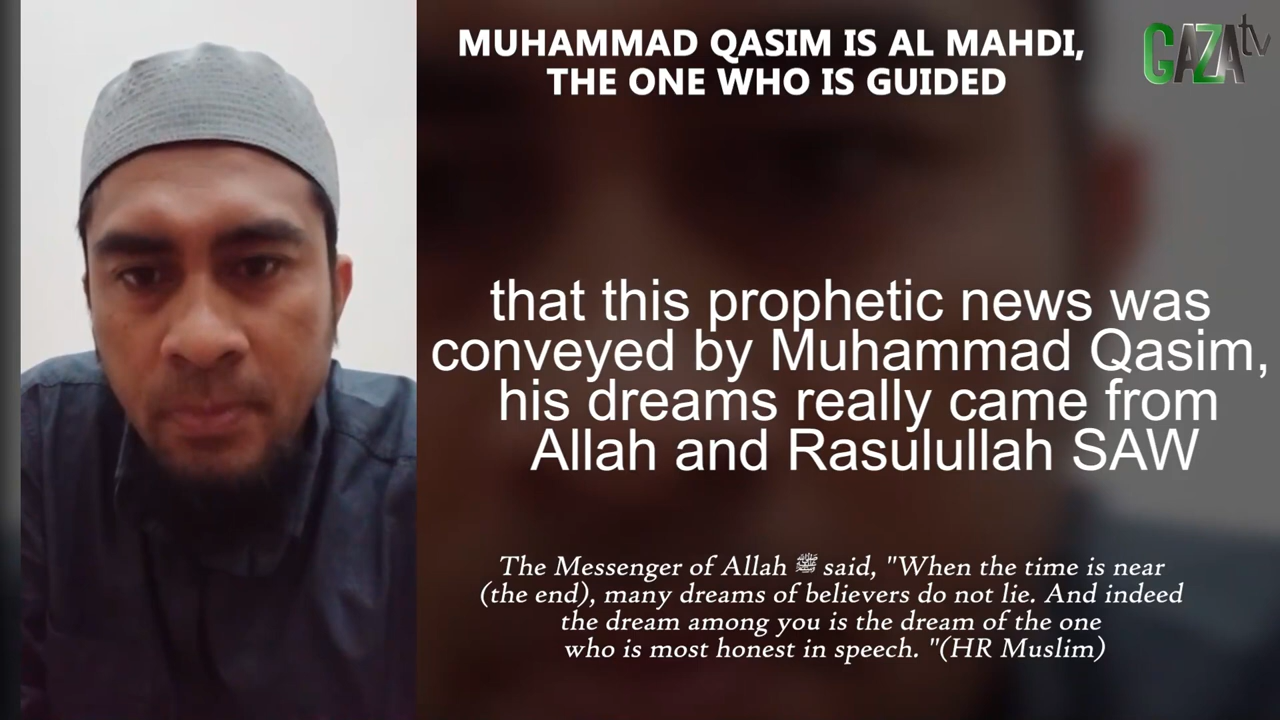 MUHAMMAD QASIM IS AL MAHDI,
THE ONE WHO IS GUIDED
GAZA tv
that this prophetic news was
conveyed by Muhammad Qasim,
his dreams really came from
Allah and Rasulullah SAW
The Messenger of Allah ﷺ said, "When the time is near
(the end), many dreams of believers do not lie. And indeed
the dream among you is the dream of the one
who is most honest in speech. "(HR Muslim)